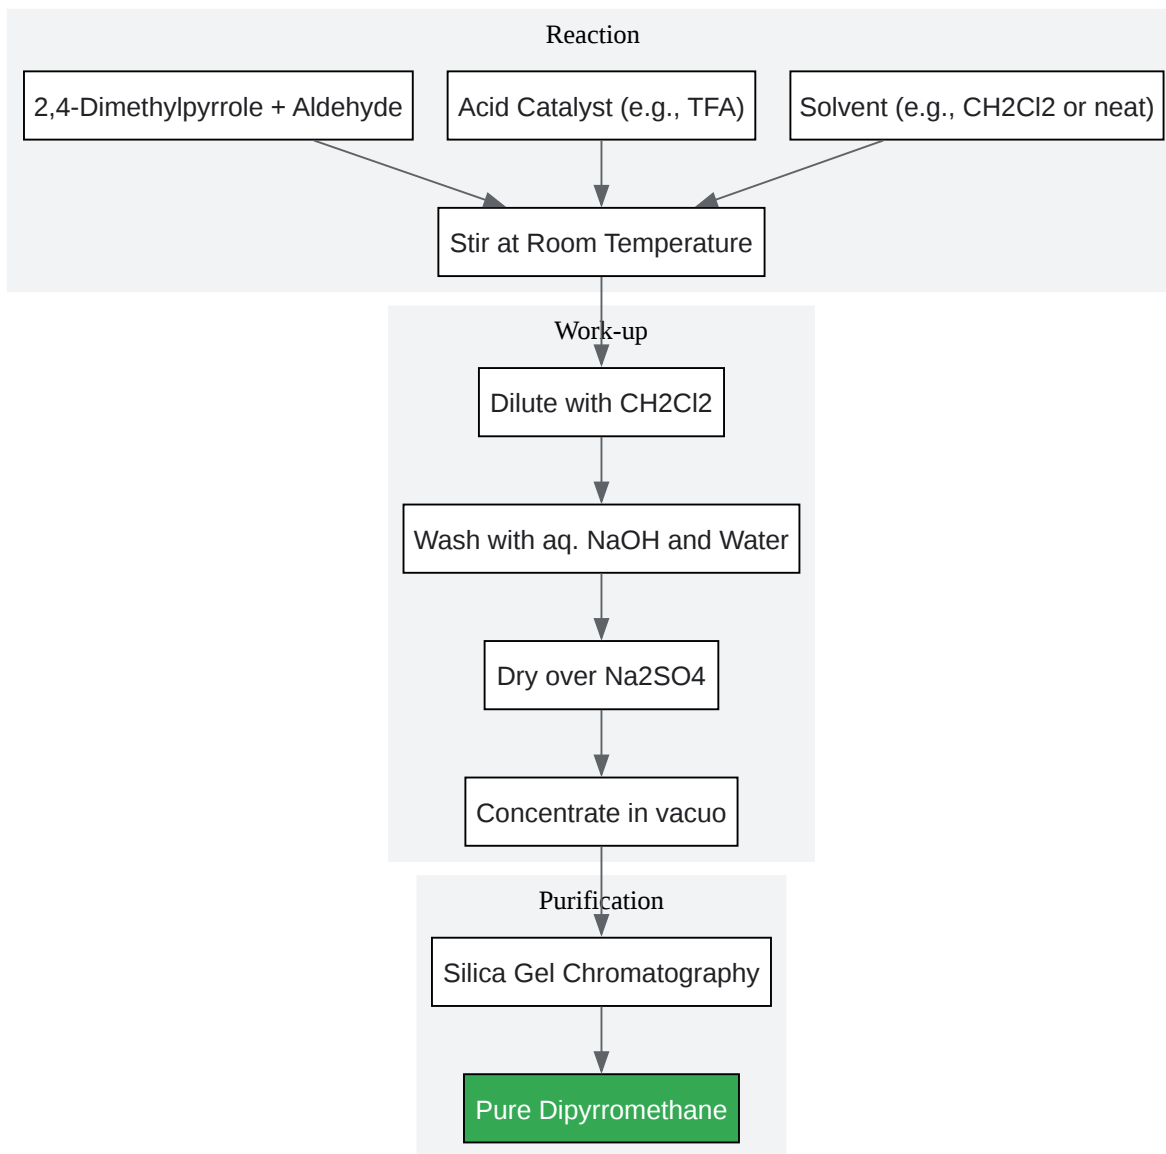 Reaction
2,4-Dimethylpyrrole + Aldehyde
Acid Catalyst (e.g., TFA)
Solvent (e.g., CH2Cl2 or neat)
Stir at Room Temperature
Work-up
Dilute with CH2Cl2
Wash with aq. NaOH and Water
Dry over Na2SO4
Concentrate in vacuo
Purification
Silica Gel Chromatography
Pure Dipyrromethane